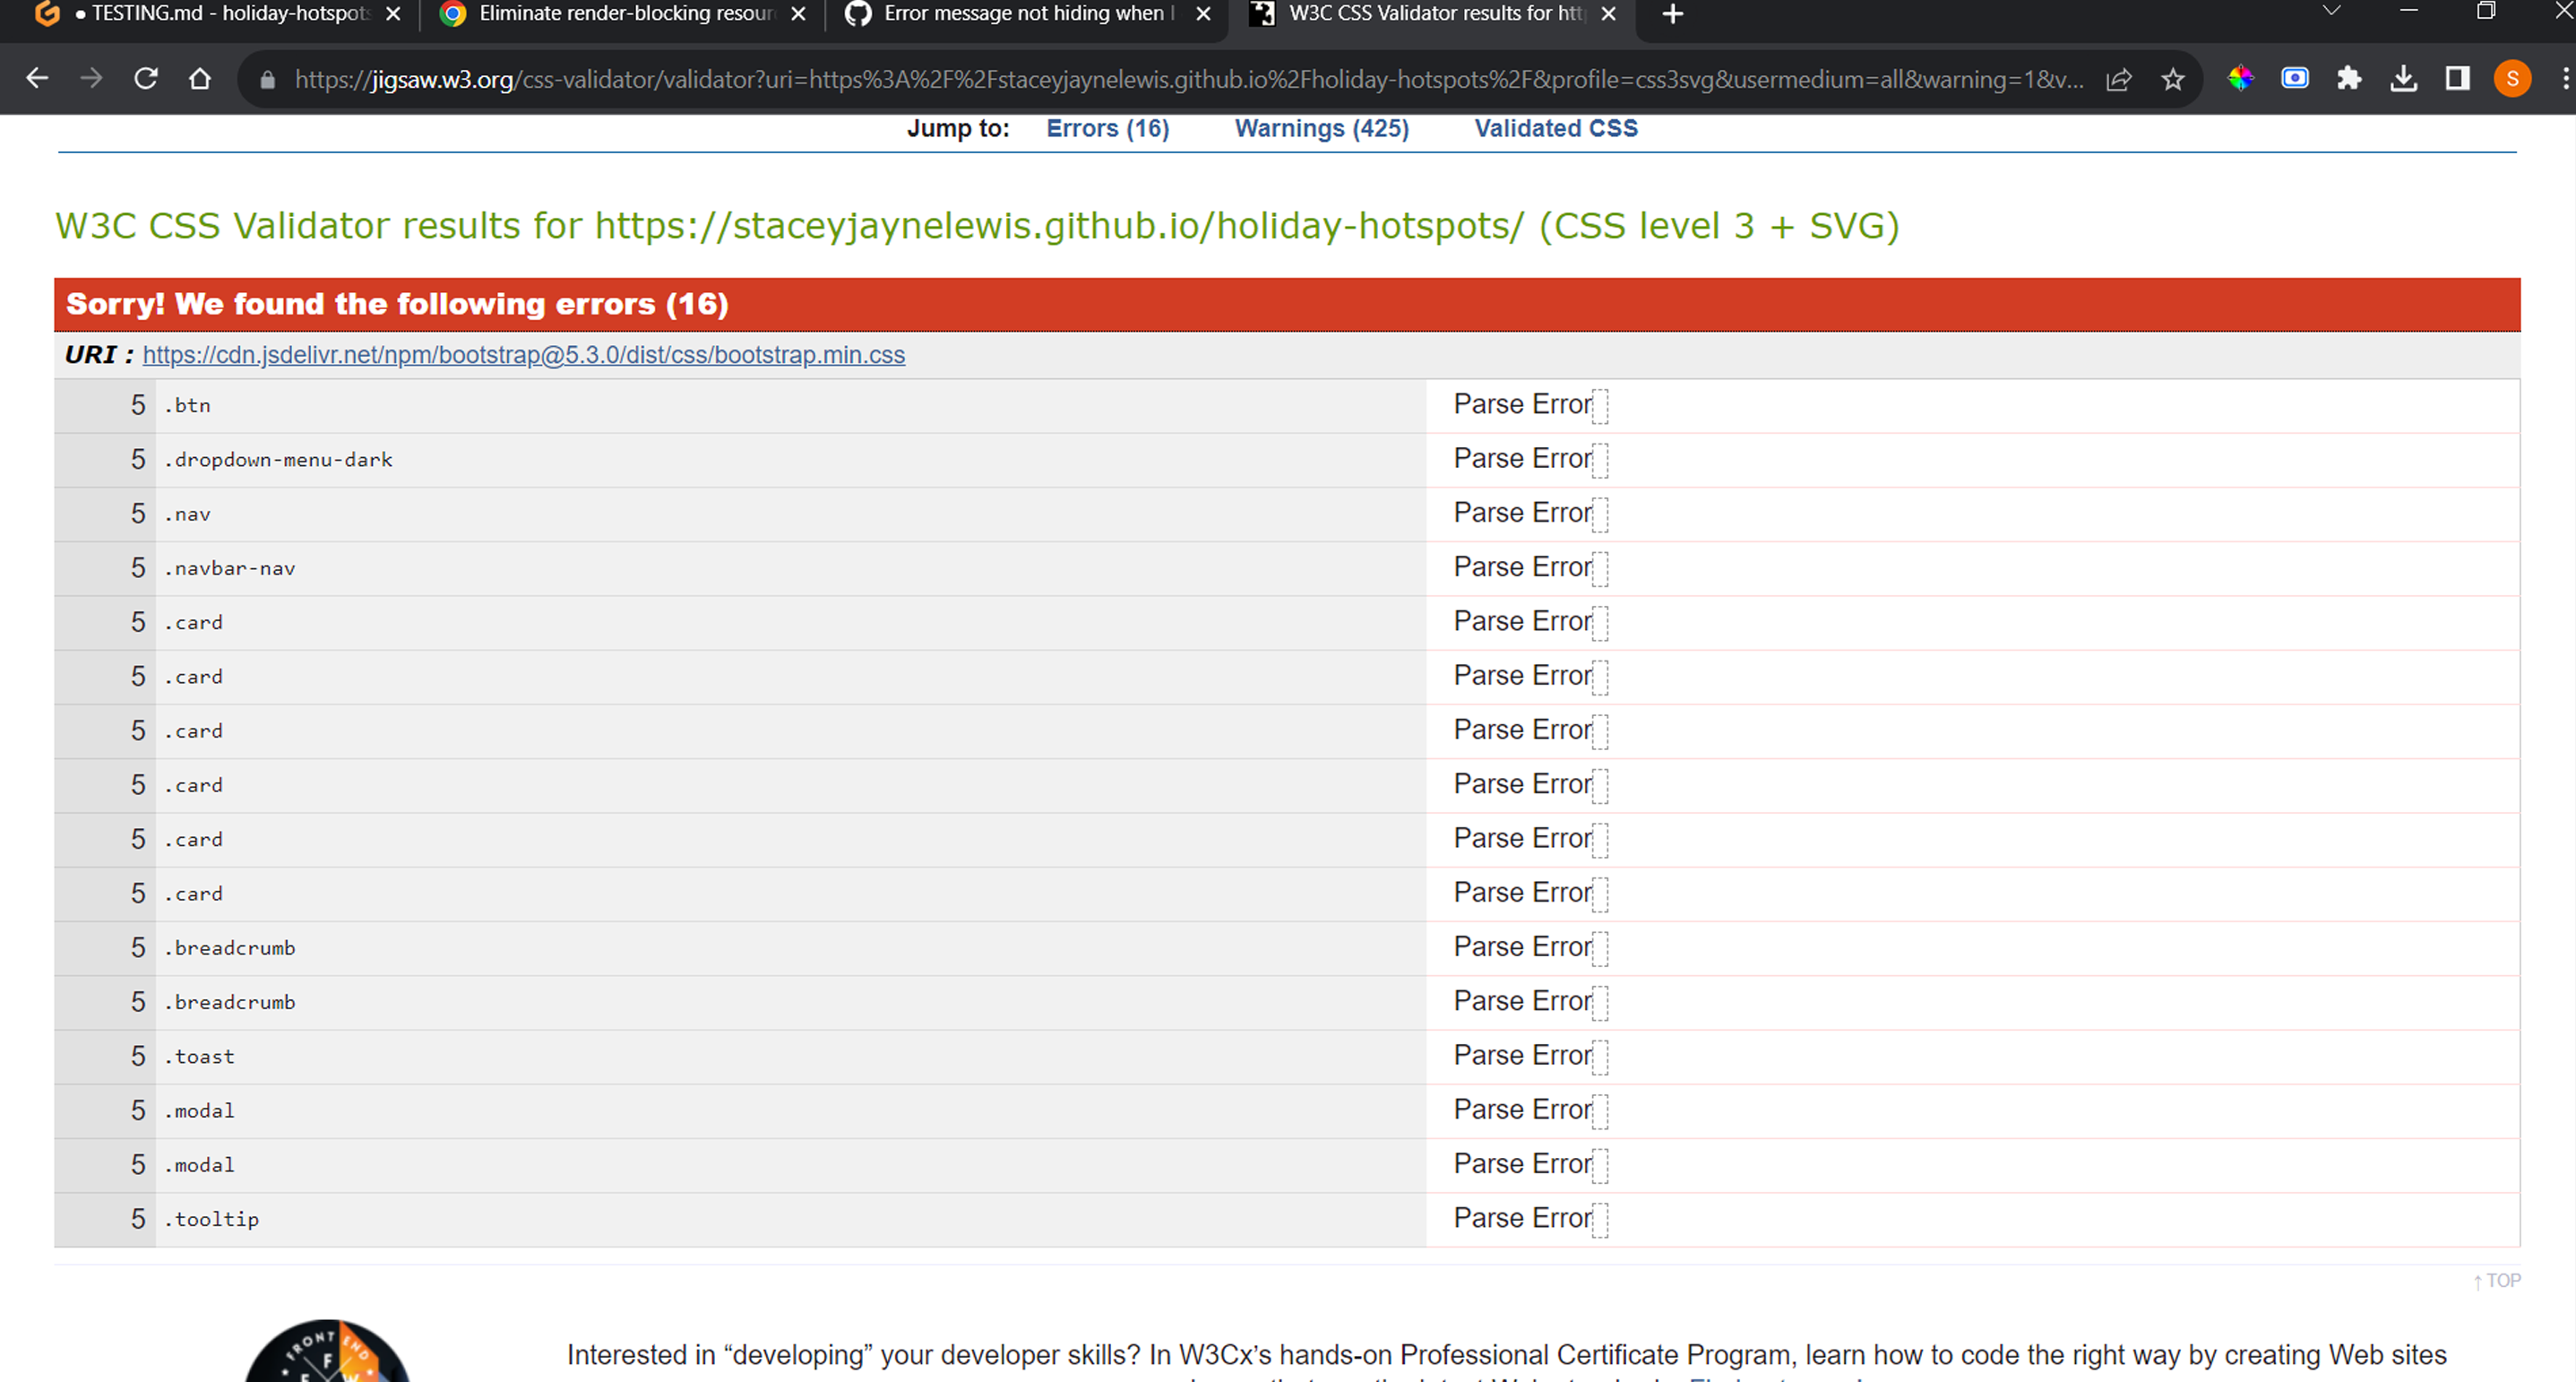 TESTING.md - holiday-hotspots
Eliminate render-blocking resour
Error message not hiding when
W3C CSS Validator results for htt
https://jigsaw.w3.org/css-validator/validator?uri=https%3A%2F%2Fstaceyjaynelewis.github.io%2Fholiday-hotspots%2F&profile=css3svg&usermedium=all&warning=1&v...
S
Jump to: Errors (16) Warnings (425) Validated CSS
W3C CSS Validator results for https://staceyjaynelewis.github.io/holiday-hotspots/ (CSS level 3 + SVG)
Sorry! We found the following errors (16)
URI : https://cdn.jsdelivr.net/npm/bootstrap@5.3.0/dist/css/bootstrap.min.css
5 .btn Parse Error
5 .dropdown-menu-dark Parse Error
5 .nav Parse Error
5 .navbar-nav Parse Error
5 .card Parse Error
5 .card Parse Error
5 .card Parse Error
5 .card Parse Error
5 .card Parse Error
5 .card Parse Error
5 .breadcrumb Parse Error
5 .breadcrumb Parse Error
5 .toast Parse Error
5 .modal Parse Error
5 .modal Parse Error
5 .tooltip Parse Error
↑ TOP
FRONT END
F
Interested in “developing” your developer skills? In W3Cx’s hands-on Professional Certificate Program, learn how to code the right way by creating Web sites